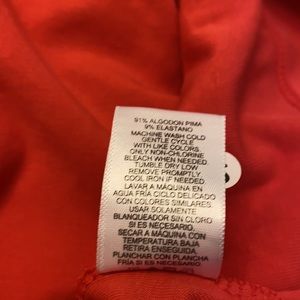 91% ALGODON PIMA
9% ELASTANO
MACHINE WASH COLD
GENTLE CYCLE
WITH LIKE COLORS
ONLY NON-CHLORINE
BLEACH WHEN NEEDED
TUMBLE DRY LOW
REMOVE PROMPTLY
COOL IRON IF NEEDED
LAVAR A MÁQUINA EN
AGUA FRÍA CICLO DELICADO
CON COLORES SIMILARES
USAR SOLAMENTE
BLANQUEADOR SIN CLORO
SI ES NECESARIO.
SECAR A MÁQUINA CON
TEMPERATURA BAJA
RETIRA ENSEGUIDA
PLANCHAR CON PLANCHA
FRÍA SI ES NECESARIO